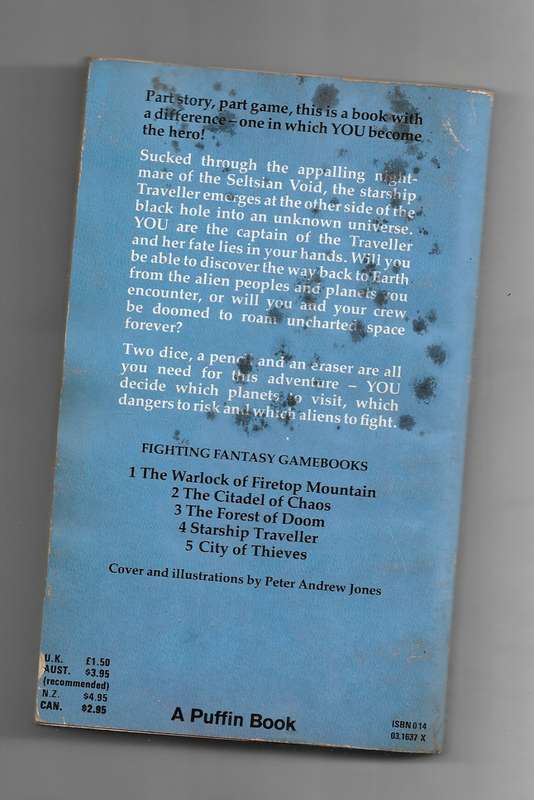 Part story, part game, this is a book with
a difference – one in which YOU become
the hero!
Sucked through the appalling night-
mare of the Seltsian Void, the starship
Traveller emerges at the other side of the
black hole into an unknown universe.
YOU are the captain of the Traveller
and her fate lies in your hands. Will you
be able to discover the way back to Earth
from the alien peoples and planets you
encounter, or will you and your crew
be doomed to roam uncharted space
forever?
Two dice, a pencil and an eraser are all
you need for this adventure – YOU
decide which planets to visit, which
dangers to risk and which aliens to fight.
FIGHTING FANTASY GAMEBOOKS
1 The Warlock of Firetop Mountain
2 The Citadel of Chaos
3 The Forest of Doom
4 Starship Traveller
5 City of Thieves
Cover and illustrations by Peter Andrew Jones
U.K. £1.50
AUST. $3.95
(recommended)
N.Z. $4.95
CAN. $2.95
A Puffin Book
ISBN 0 14
03.1637 X